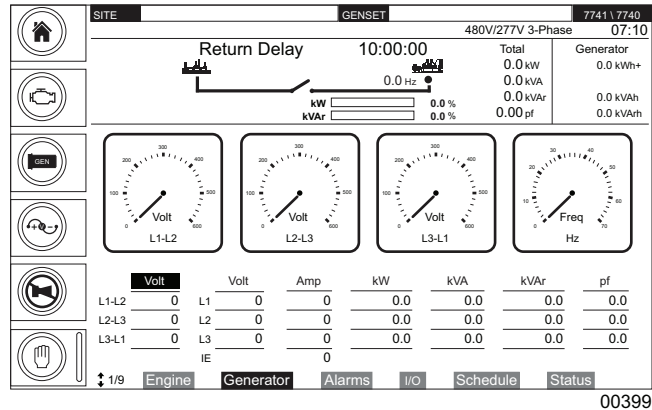 SITE GENSET 7741 \ 7740
480V/277V 3-Phase 07:10
Return Delay 10:00:00 Total Generator
0.0 kW 0.0 kWh+
0.0 Hz 0.0 kVA
0.0 kVAr 0.0 kVAh
kW 0.0 %
0.00 pf 0.0 kVArh
kVAr 0.0 %
GEN
0 100 200 300 400 500 600 Volt L1-L2
0 100 200 300 400 500 600 Volt L2-L3
0 100 200 300 400 500 600 Volt L3-L1
0 10 20 30 40 50 60 70 Freq Hz
Volt Volt Amp kW kVA kVAr pf
L1-L2 0 L1 0 0 0.0 0.0 0.0 0.0
L2-L3 0 L2 0 0 0.0 0.0 0.0 0.0
L3-L1 0 L3 0 0 0.0 0.0 0.0 0.0
IE 0
1/9 Engine Generator Alarms I/O Schedule Status
00399